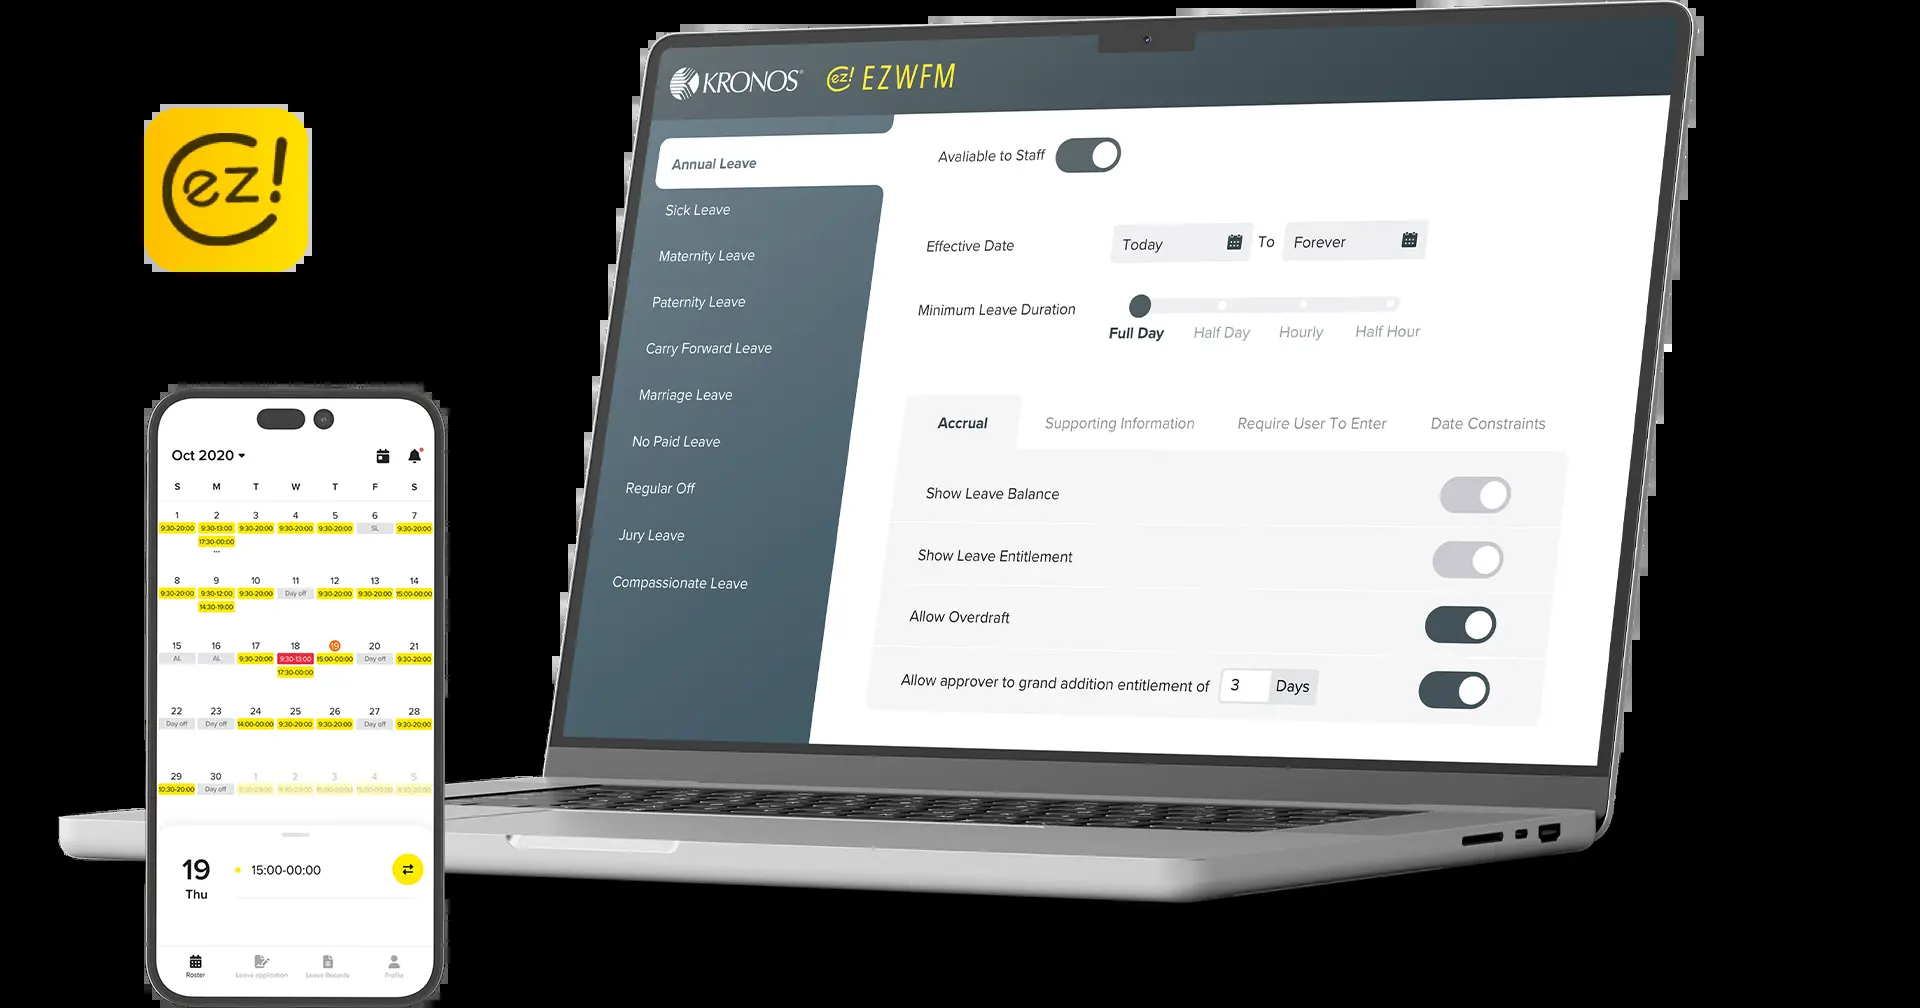 KRONOS® ez! EZWFM
ez!
Annual Leave
Sick Leave
Maternity Leave
Paternity Leave
Carry Forward Leave
Marriage Leave
No Paid Leave
Regular Off
Jury Leave
Compassionate Leave
Avaliable to Staff
Effective Date Today To Forever
Minimum Leave Duration
Full Day Half Day Hourly Half Hour
Accrual Supporting Information Require User To Enter Date Constraints
Show Leave Balance
Show Leave Entitlement
Allow Overdraft
Allow approver to grand addition entitlement of 3 Days
Oct 2020
S M T W T F S
1 2 3 4 5 6 7
9:30-20:00 9:30-13:00 9:30-20:00 9:30-20:00 9:30-20:00 SL 9:30-20:00
17:30-00:00
...
8 9 10 11 12 13 14
9:30-20:00 9:30-12:00 9:30-20:00 Day off 9:30-20:00 9:30-20:00 15:00-00:00
14:30-19:00
15 16 17 18 19 20 21
AL AL 9:30-20:00 9:30-13:00 15:00-00:00 Day off 9:30-20:00
17:30-00:00
22 23 24 25 26 27 28
Day off Day off 14:00-00:00 9:30-20:00 9:30-20:00 Day off 9:30-20:00
29 30 1 2 3 4 5
10:30-20:00 Day off 9:30-20:00 9:30-20:00 15:00-00:00 15:00-00:00 9:30-20:00
19 15:00-00:00
Thu
Roster Leave application Leave Records Profile